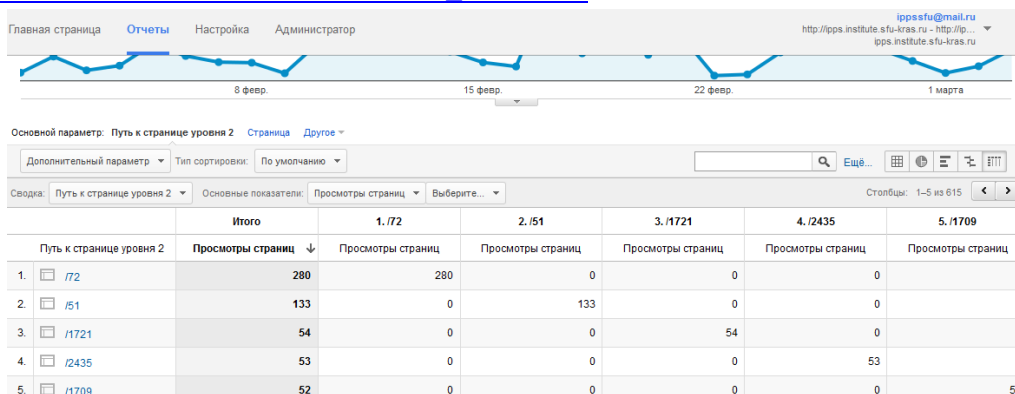 ippssfu@mail.ru
Главная страница Отчеты Настройка Администратор http://ipps.institute.sfu-kras.ru - http://ip...
ipps.institute.sfu-kras.ru
8 февр. 15 февр. 22 февр. 1 марта
Основной параметр: Путь к странице уровня 2 Страница Другое
Дополнительный параметр Тип сортировки: По умолчанию Ещё...
Сводка: Путь к странице уровня 2 Основные показатели: Просмотры страниц Выберите... Столбцы: 1–5 из 615
Итого 1. /72 2. /51 3. /1721 4. /2435 5. /1709
Путь к странице уровня 2 Просмотры страниц Просмотры страниц Просмотры страниц Просмотры страниц Просмотры страниц Просмотры страниц
1. /72 280 280 0 0 0
2. /51 133 0 133 0 0
3. /1721 54 0 0 54 0
4. /2435 53 0 0 0 53
5. /1709 52 0 0 0 0